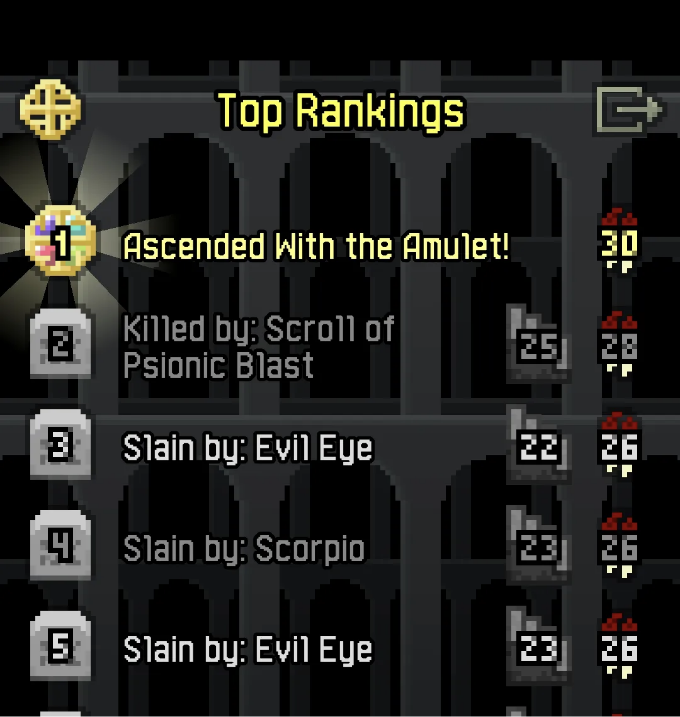 Top Rankings
1 Ascended With the Amulet! 30
2 Killed by: Scroll of
Psionic Blast 25 28
3 Slain by: Evil Eye 22 26
4 Slain by: Scorpio 23 26
5 Slain by: Evil Eye 23 26